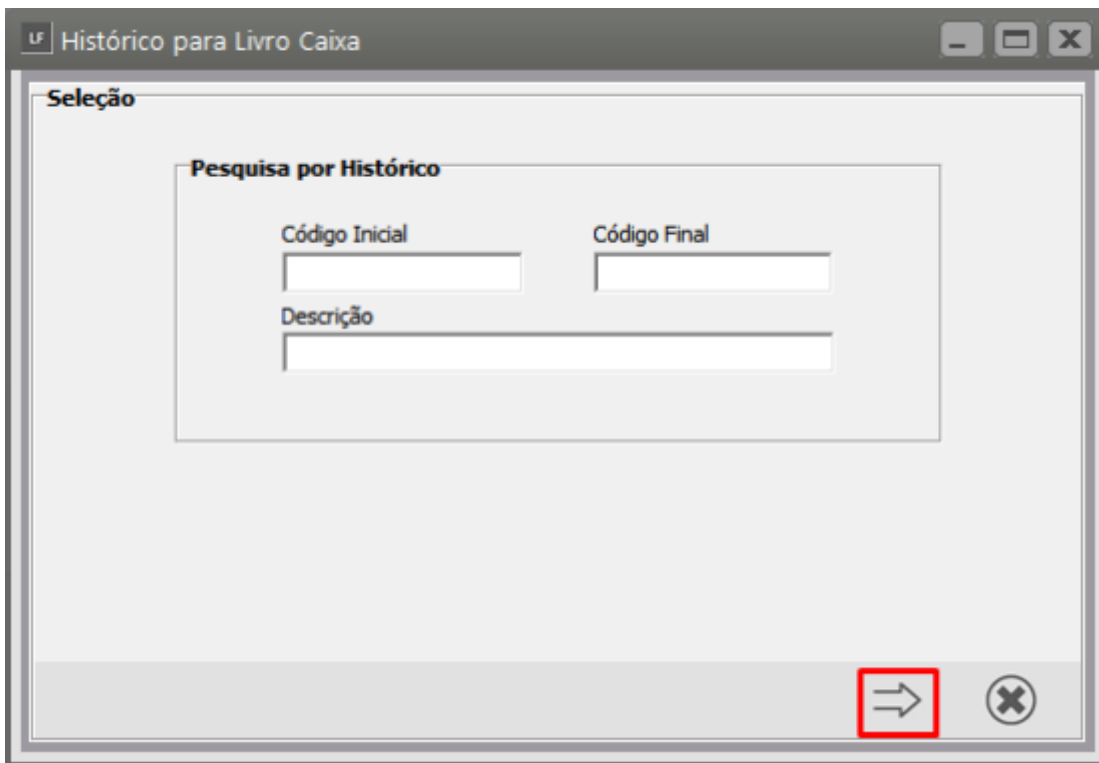 LF Histórico para Livro Caixa
Seleção
Pesquisa por Histórico
Código Inicial Código Final
Descrição